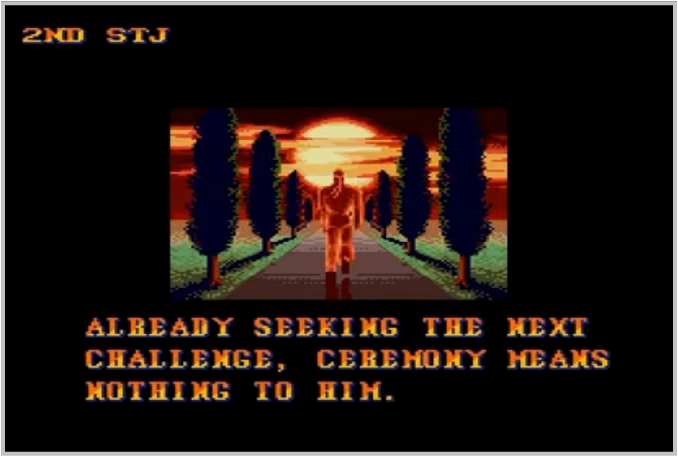 2ND STJ
ALREADY SEEKING THE NEXT
CHALLENGE, CEREMONY MEANS
NOTHING TO HIM.